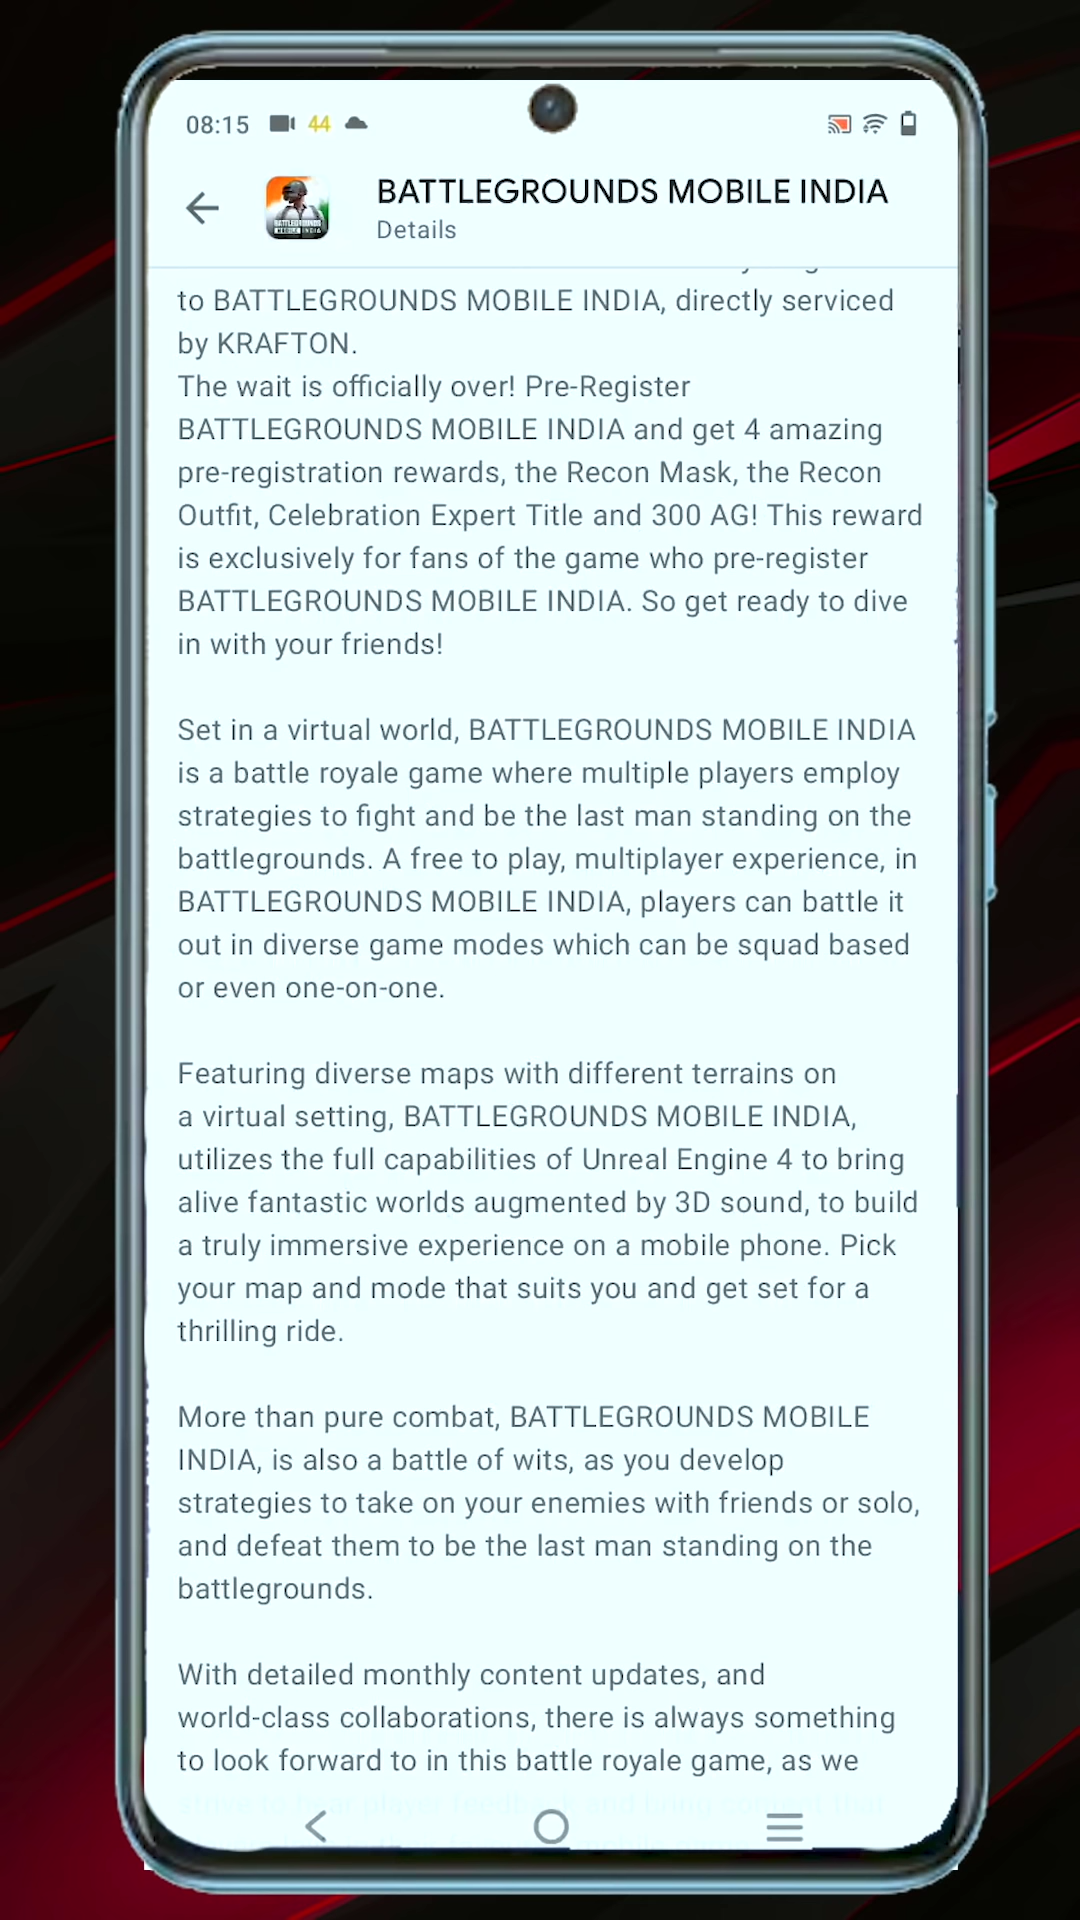 08:15 44
BATTLEGROUNDS MOBILE INDIA
Details
to BATTLEGROUNDS MOBILE INDIA, directly serviced
by KRAFTON.
The wait is officially over! Pre-Register
BATTLEGROUNDS MOBILE INDIA and get 4 amazing
pre-registration rewards, the Recon Mask, the Recon
Outfit, Celebration Expert Title and 300 AG! This reward
is exclusively for fans of the game who pre-register
BATTLEGROUNDS MOBILE INDIA. So get ready to dive
in with your friends!
Set in a virtual world, BATTLEGROUNDS MOBILE INDIA
is a battle royale game where multiple players employ
strategies to fight and be the last man standing on the
battlegrounds. A free to play, multiplayer experience, in
BATTLEGROUNDS MOBILE INDIA, players can battle it
out in diverse game modes which can be squad based
or even one-on-one.
Featuring diverse maps with different terrains on
a virtual setting, BATTLEGROUNDS MOBILE INDIA,
utilizes the full capabilities of Unreal Engine 4 to bring
alive fantastic worlds augmented by 3D sound, to build
a truly immersive experience on a mobile phone. Pick
your map and mode that suits you and get set for a
thrilling ride.
More than pure combat, BATTLEGROUNDS MOBILE
INDIA, is also a battle of wits, as you develop
strategies to take on your enemies with friends or solo,
and defeat them to be the last man standing on the
battlegrounds.
With detailed monthly content updates, and
world-class collaborations, there is always something
to look forward to in this battle royale game, as we